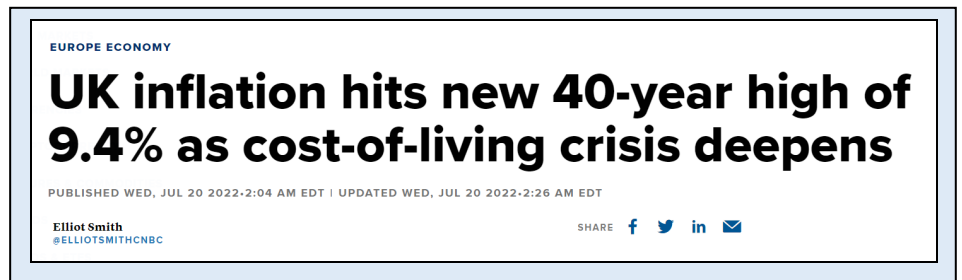 EUROPE ECONOMY
UK inflation hits new 40-year high of
9.4% as cost-of-living crisis deepens
PUBLISHED WED, JUL 20 2022•2:04 AM EDT | UPDATED WED, JUL 20 2022•2:26 AM EDT
Elliot Smith
@ELLIOTSMITHCNBC
SHARE